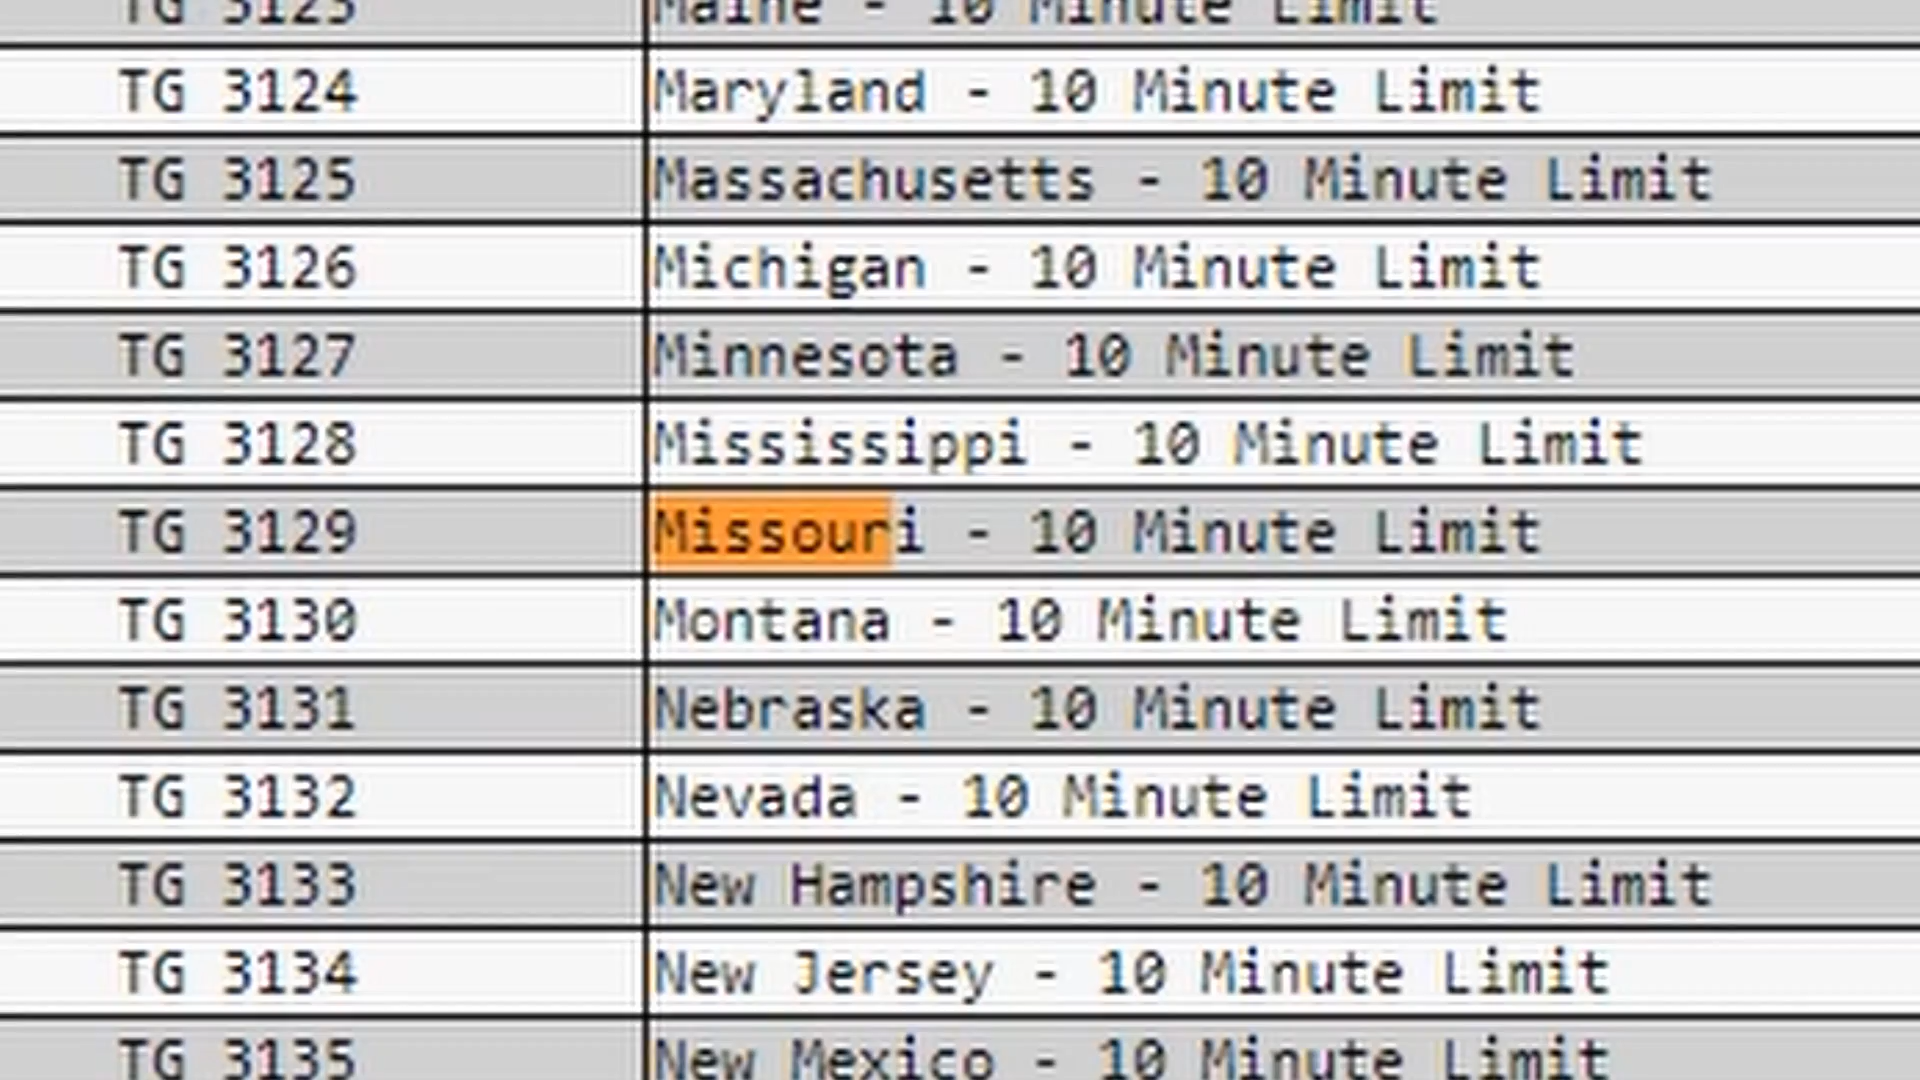 TG 3123 Maine - 10 Minute Limit
TG 3124 Maryland - 10 Minute Limit
TG 3125 Massachusetts - 10 Minute Limit
TG 3126 Michigan - 10 Minute Limit
TG 3127 Minnesota - 10 Minute Limit
TG 3128 Mississippi - 10 Minute Limit
TG 3129 Missouri - 10 Minute Limit
TG 3130 Montana - 10 Minute Limit
TG 3131 Nebraska - 10 Minute Limit
TG 3132 Nevada - 10 Minute Limit
TG 3133 New Hampshire - 10 Minute Limit
TG 3134 New Jersey - 10 Minute Limit
TG 3135 New Mexico - 10 Minute Limit